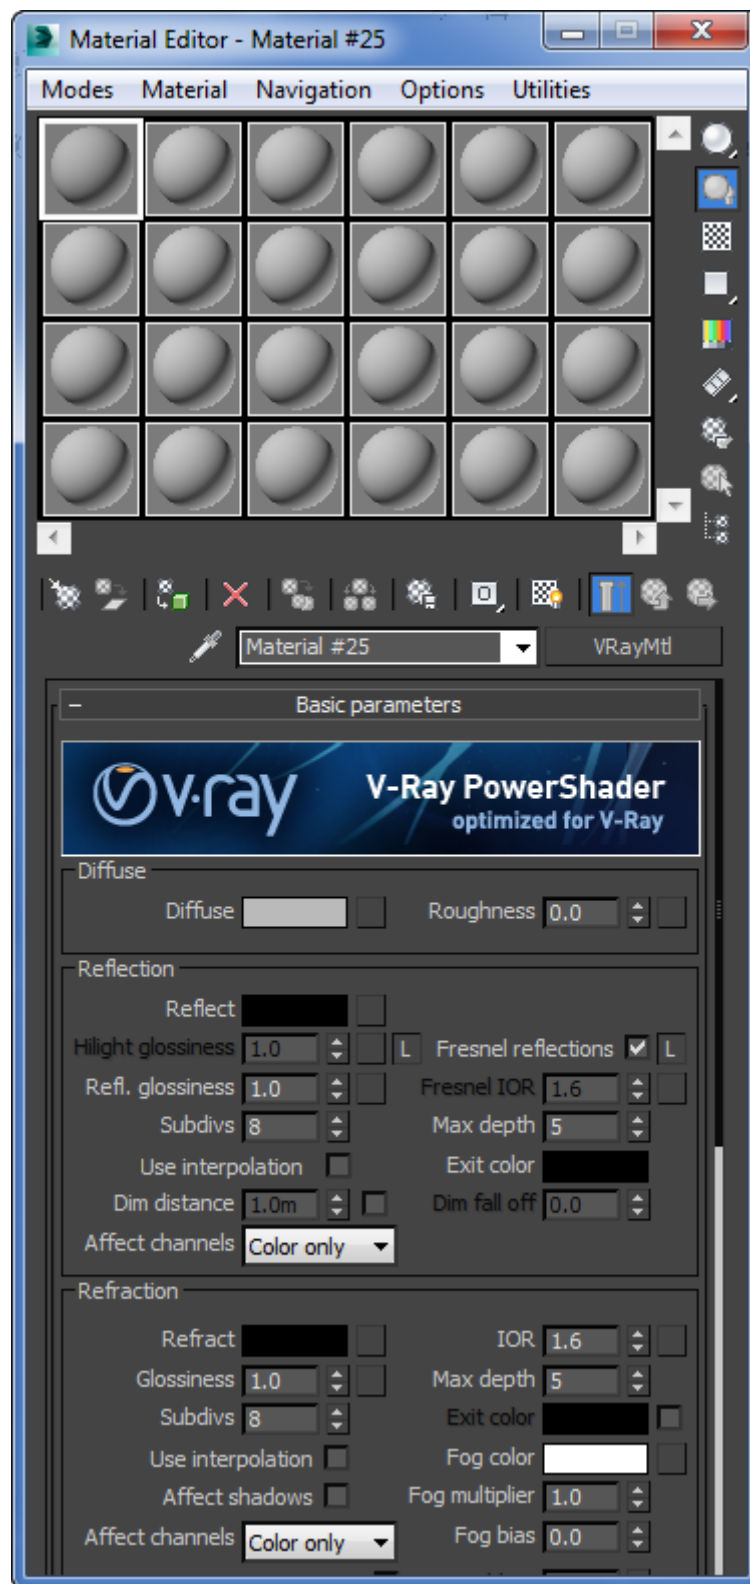 Material Editor - Material #25
Modes Material Navigation Options Utilities
Material #25 VRayMtl
Basic parameters
v·ray V-Ray PowerShader
optimized for V-Ray
Diffuse
Diffuse Roughness 0.0
Reflection
Reflect
Hilight glossiness 1.0 L Fresnel reflections L
Refl. glossiness 1.0 Fresnel IOR 1.6
Subdivs 8 Max depth 5
Use interpolation Exit color
Dim distance 1.0m Dim fall off 0.0
Affect channels Color only
Refraction
Refract IOR 1.6
Glossiness 1.0 Max depth 5
Subdivs 8 Exit color
Use interpolation Fog color
Affect shadows Fog multiplier 1.0
Affect channels Color only Fog bias 0.0